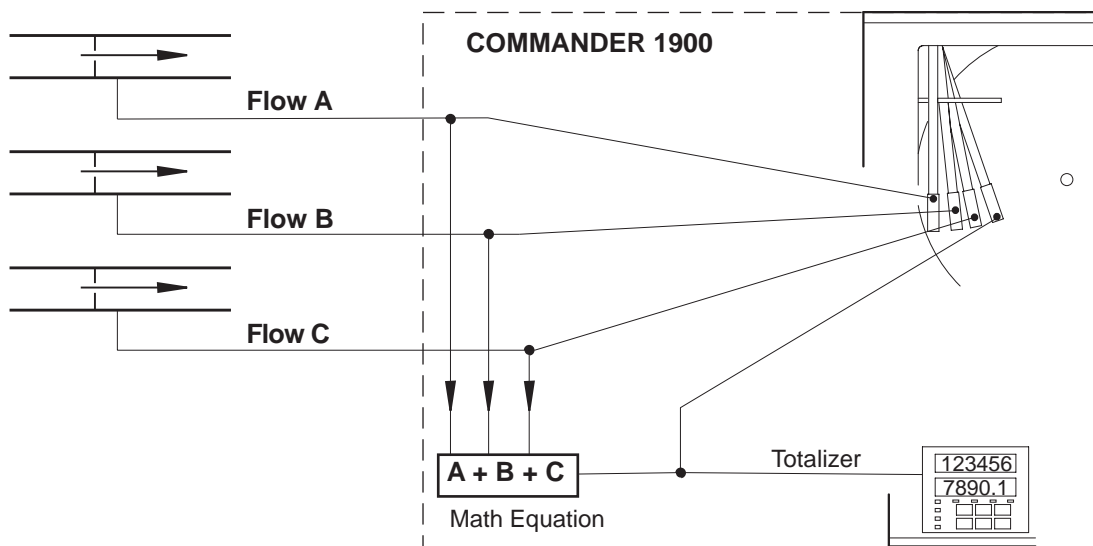 COMMANDER 1900
Flow A
Flow B
Flow C
A + B + C
Math Equation
Totalizer
123456
7890.1